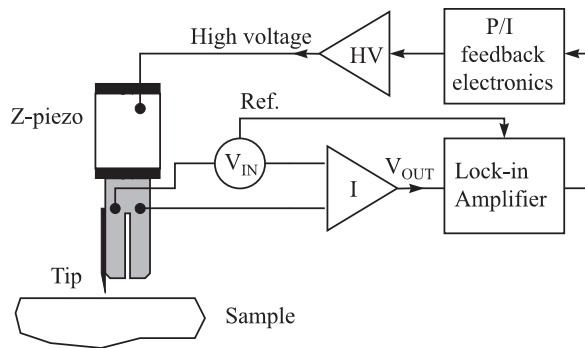 High voltage
HV
P/I
feedback
electronics
Z-piezo
Ref.
V_IN
I
V_OUT
Lock-in
Amplifier
Tip
Sample